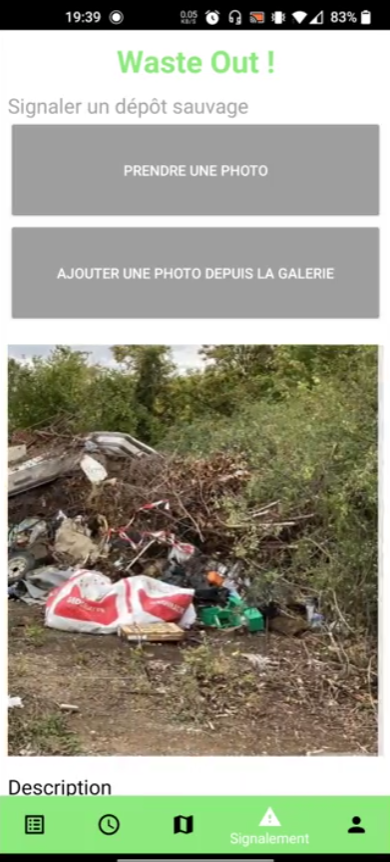 19:39
0.05
KB/S
83%
Waste Out !
Signaler un dépôt sauvage
PRENDRE UNE PHOTO
AJOUTER UNE PHOTO DEPUIS LA GALERIE
Description
Signalement